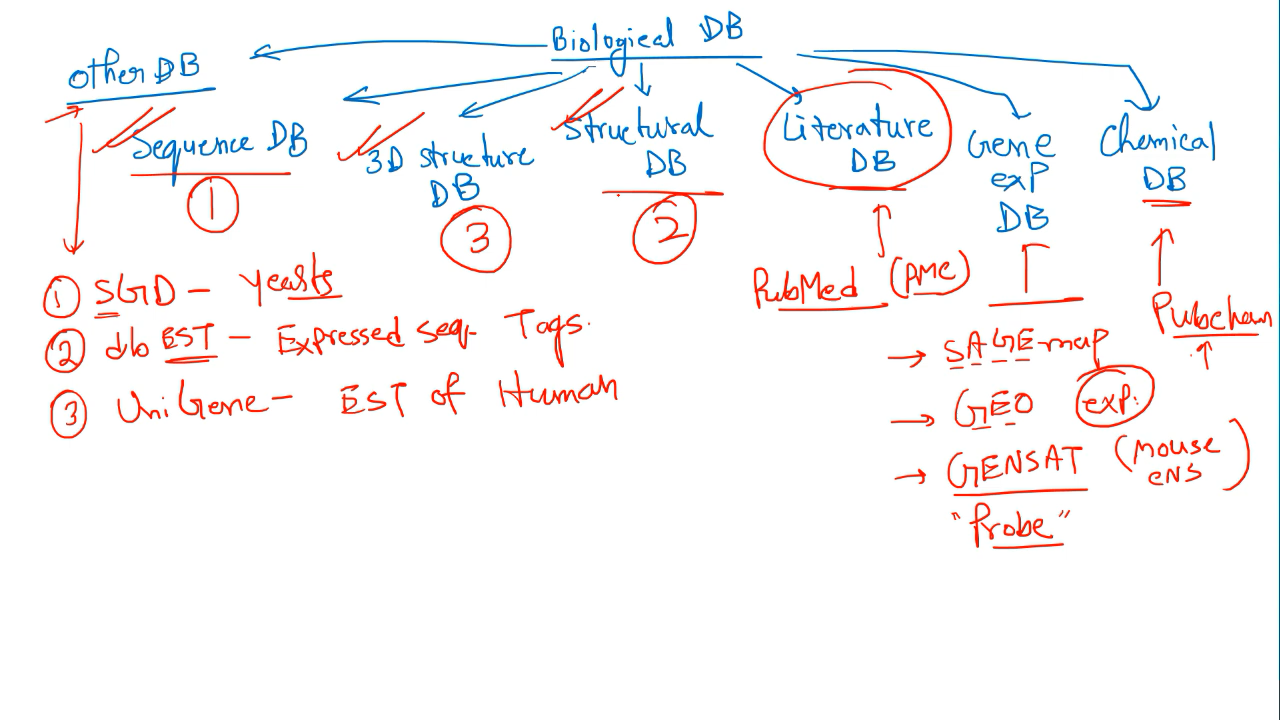 Biological DB
other DB
Sequence DB
①
3D structure
DB
③
Structural
DB
②
Literature
DB
Gene
exp
DB
Chemical
DB
① SGD - Yeasts
② db EST - Expressed seq. Tags.
③ UniGene - EST of Human
PubMed (PMC)
→ SAGE map
→ GEO exp.
→ GENSAT (Mouse
CNS)
"Probe"
Pubchem